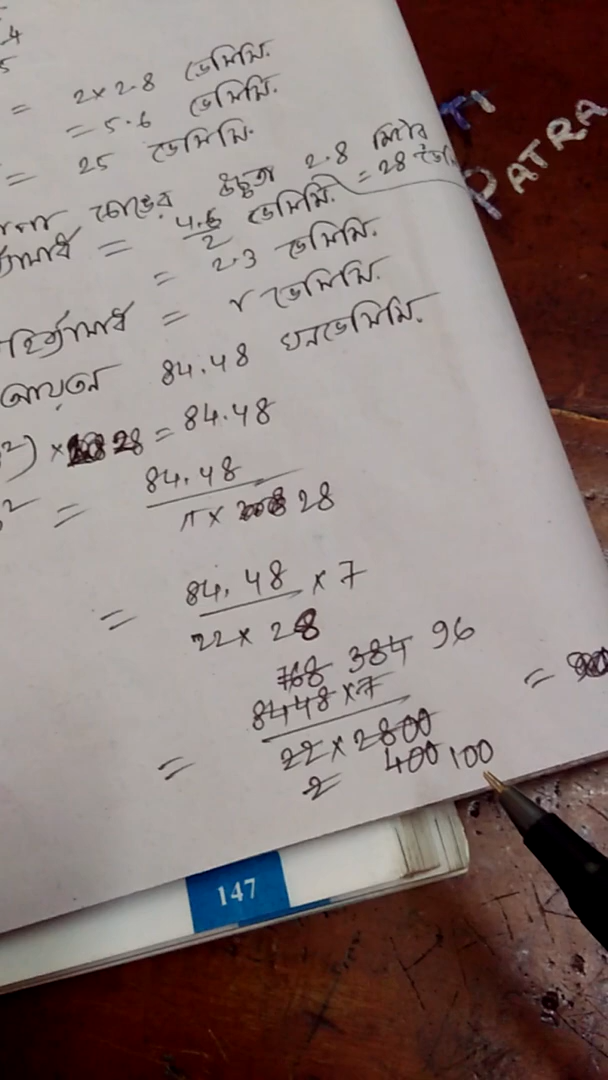 4
5
= 2×2.8 ডেসিমি.
= 5.6 ডেসিমি.
= 25 ডেসিমি.
চোঙের উচ্চতা 2.8 মিটার
= 28 ডেসি
= 4.6/2 ডেসিমি.
= 2.3 ডেসিমি.
= r ডেসিমি.
আয়তন 84.48 ঘনডেসিমি.
²) × 28 = 84.48
² = 84.48/π× 28
= 84.48/22×28 × 7
768 384 96
= 8448×7/22×2800 =
2 400 100
147
PATRA